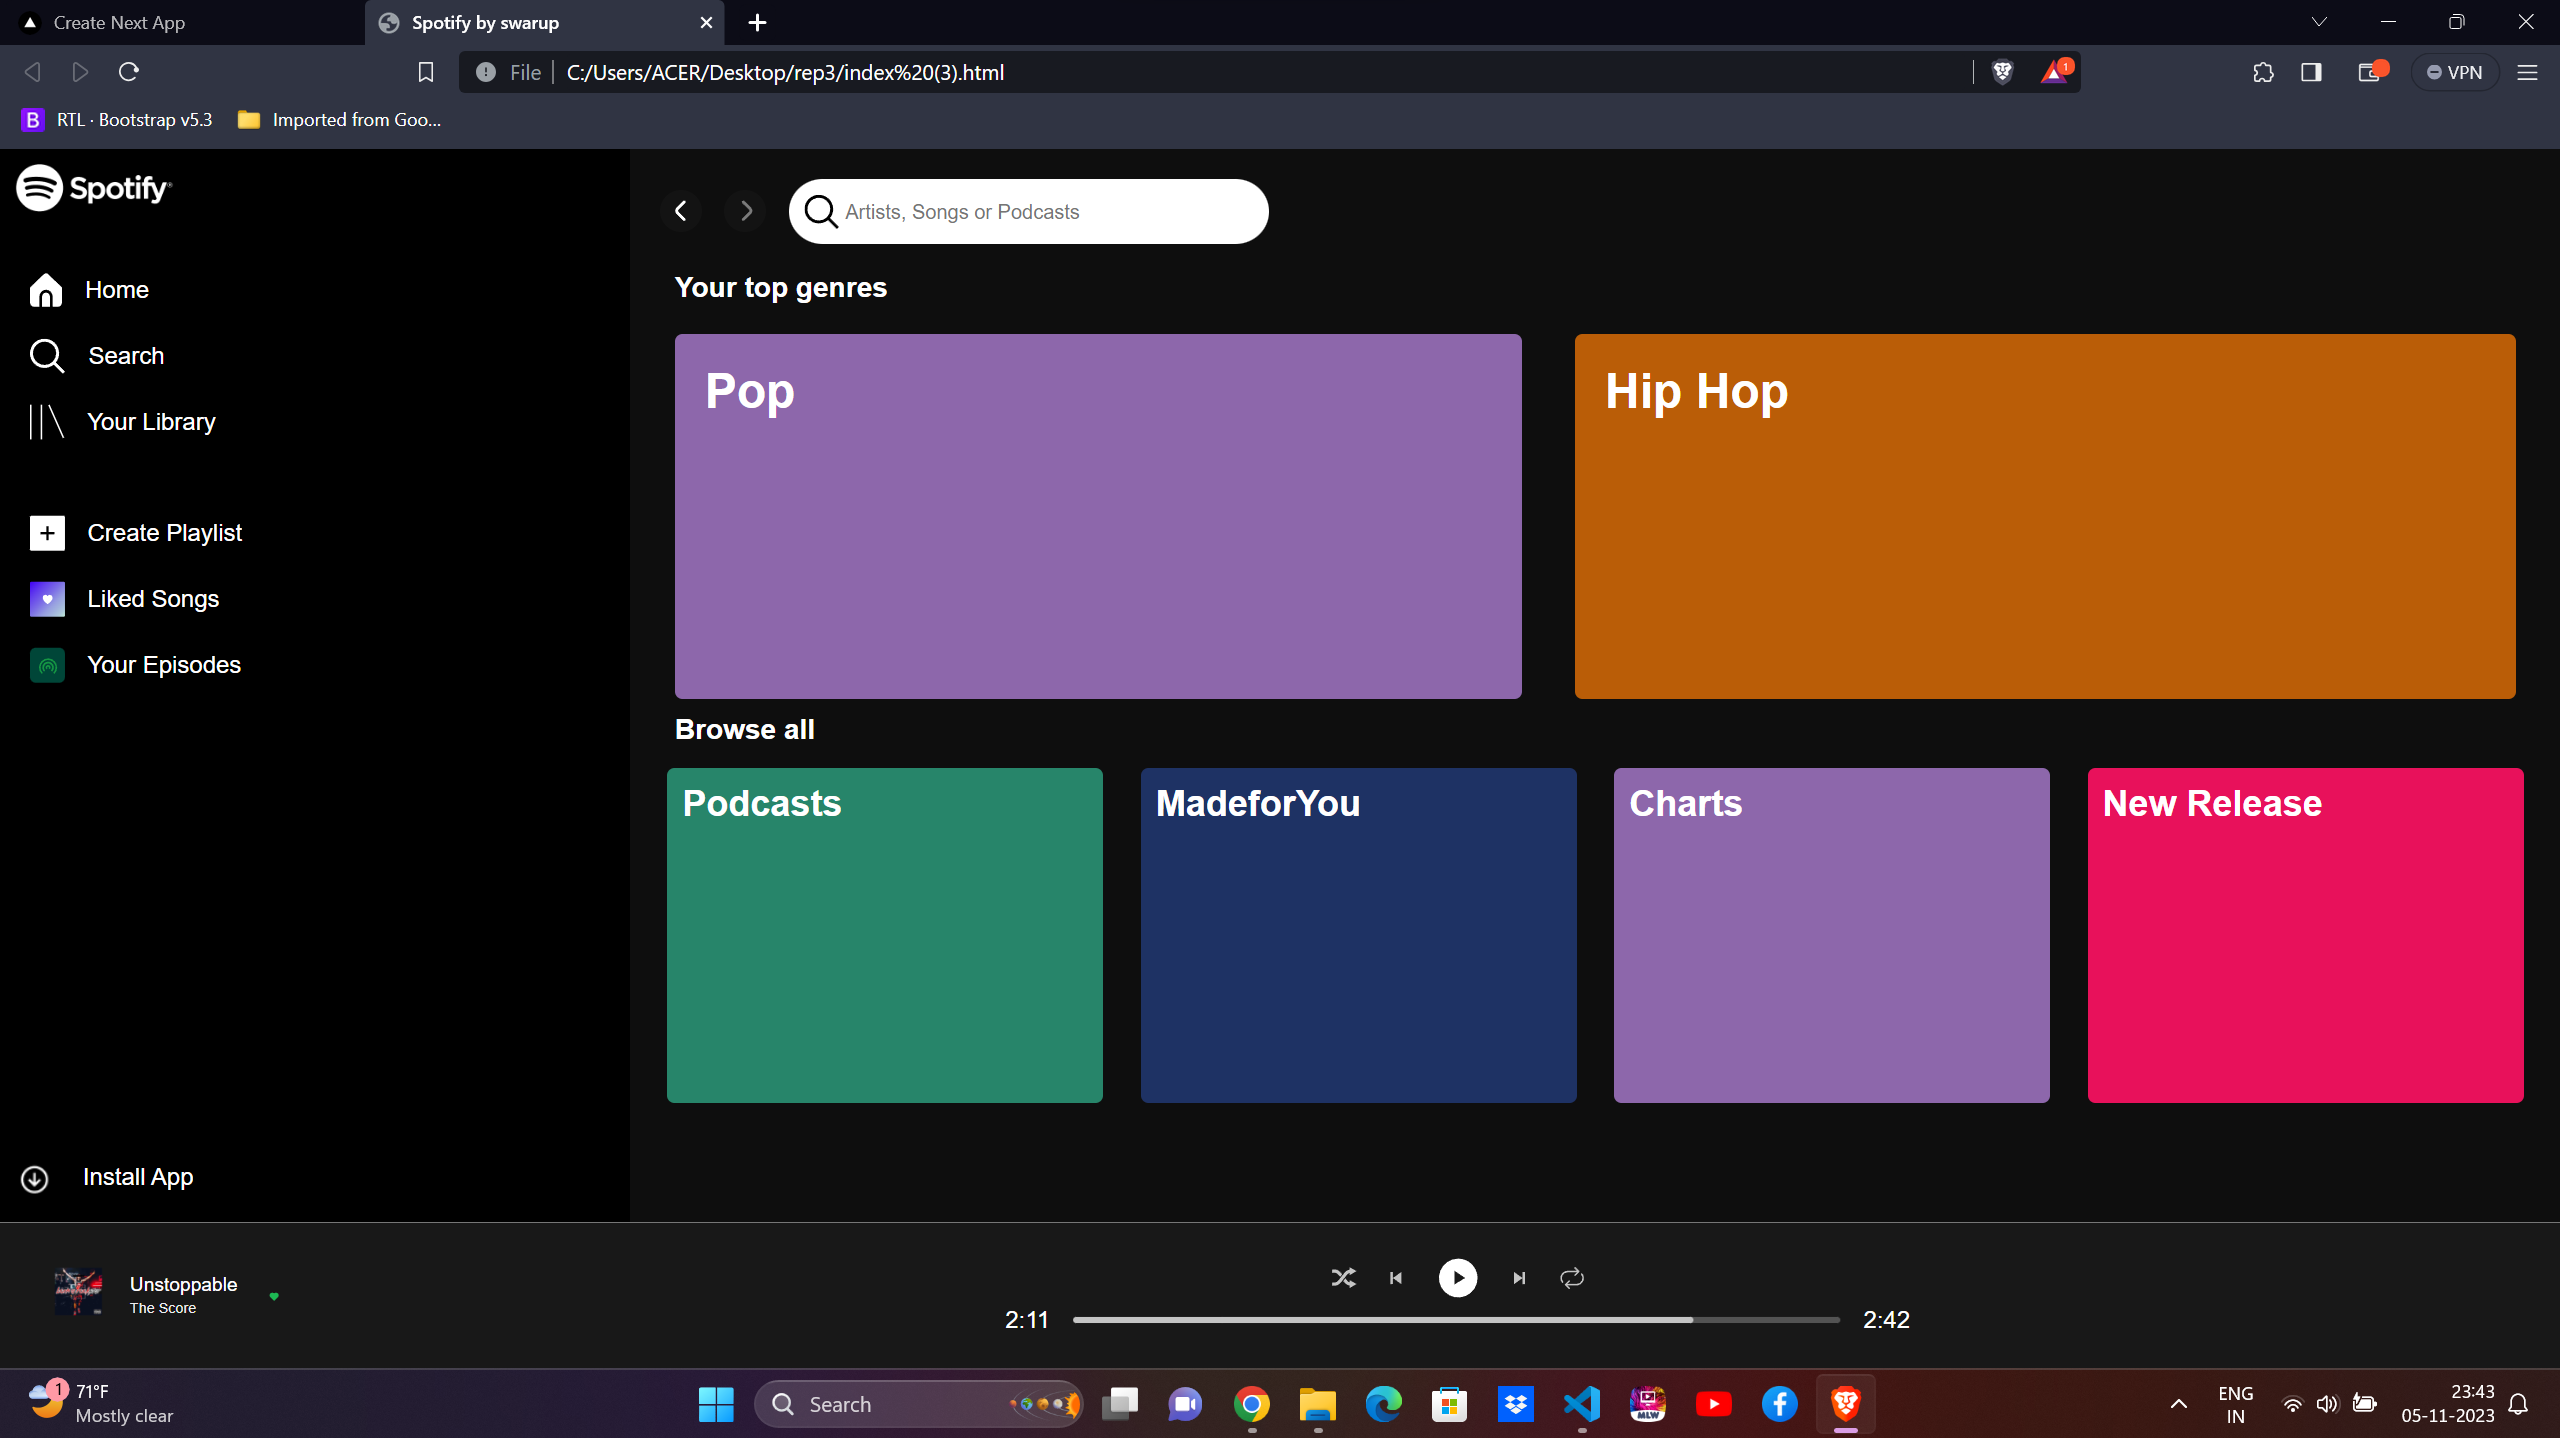 Create Next App
Spotify by swarup
File
C:/Users/ACER/Desktop/rep3/index%20(3).html
1
VPN
B
RTL · Bootstrap v5.3
Imported from Goo...
Spotify
Artists, Songs or Podcasts
Home
Search
Your Library
Create Playlist
Liked Songs
Your Episodes
Install App
Your top genres
Pop
Hip Hop
Browse all
Podcasts
MadeforYou
Charts
New Release
Unstoppable
The Score
2:11
2:42
1
71°F
Mostly clear
Search
MLW
ENG
IN
23:43
05-11-2023